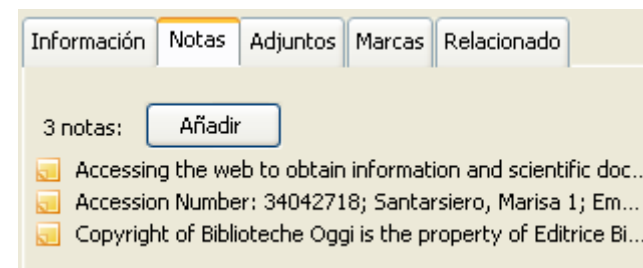 Información Notas Adjuntos Marcas Relacionado
3 notas: Añadir
Accessing the web to obtain information and scientific doc...
Accession Number: 34042718; Santarsiero, Marisa 1; Em...
Copyright of Biblioteche Oggi is the property of Editrice Bi...